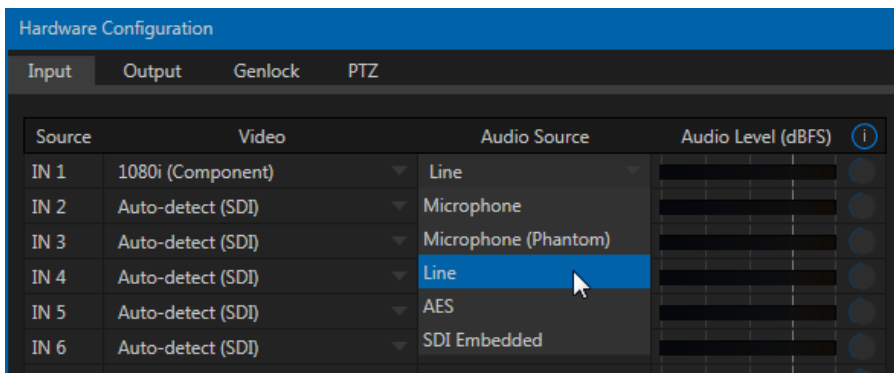 Hardware Configuration
Input Output Genlock PTZ
Source Video Audio Source Audio Level (dBFS) i
IN 1 1080i (Component) Line
IN 2 Auto-detect (SDI) Microphone
IN 3 Auto-detect (SDI) Microphone (Phantom)
IN 4 Auto-detect (SDI) Line
IN 5 Auto-detect (SDI) AES
IN 6 Auto-detect (SDI) SDI Embedded